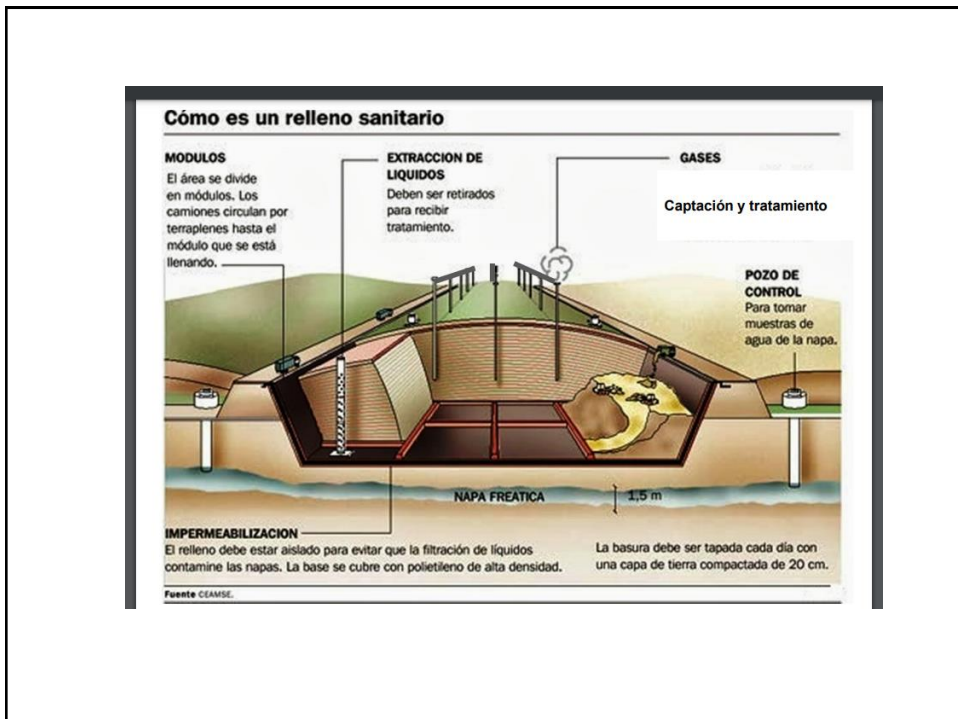 Cómo es un relleno sanitario
MODULOS
El área se divide
en módulos. Los
camiones circulan por
terraplenes hasta el
módulo que se está
llenando.
EXTRACCION DE
LIQUIDOS
Deben ser retirados
para recibir
tratamiento.
GASES
Captación y tratamiento
POZO DE
CONTROL
Para tomar
muestras de
agua de la napa.
NAPA FREATICA
1,5 m
IMPERMEABILIZACION
El relleno debe estar aislado para evitar que la filtración de líquidos
contamine las napas. La base se cubre con polietileno de alta densidad.
La basura debe ser tapada cada día con
una capa de tierra compactada de 20 cm.
Fuente CEAMSE.